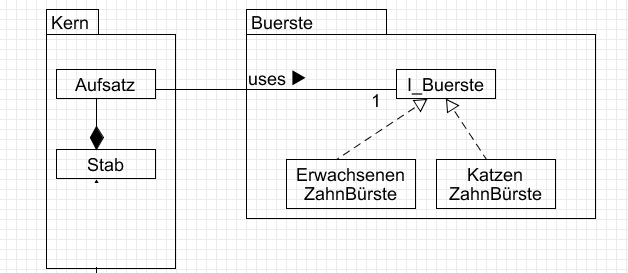 Kern
Buerste
Aufsatz
uses ▶
1
I_Buerste
Stab
Erwachsenen
ZahnBürste
Katzen
ZahnBürste